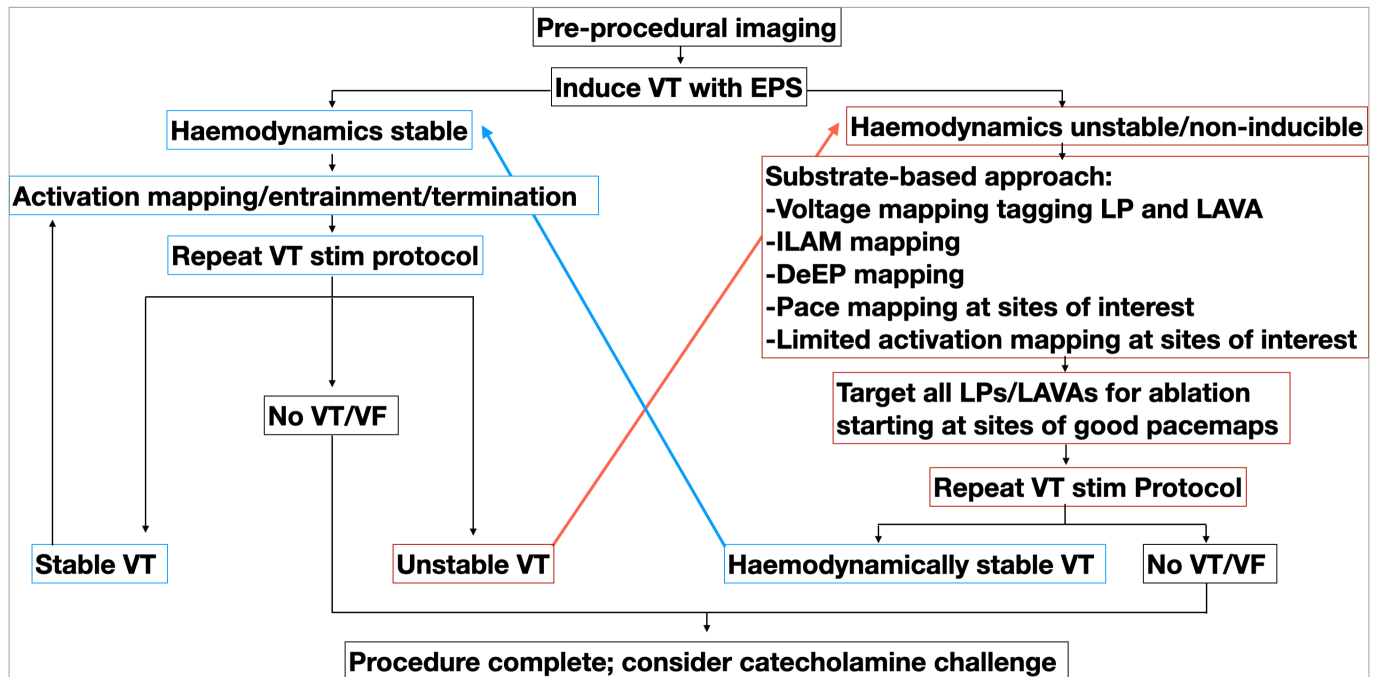 Pre-procedural imaging
Induce VT with EPS
Haemodynamics stable
Haemodynamics unstable/non-inducible
Activation mapping/entrainment/termination
Substrate-based approach:
-Voltage mapping tagging LP and LAVA
-ILAM mapping
-DeEP mapping
-Pace mapping at sites of interest
-Limited activation mapping at sites of interest
Repeat VT stim protocol
Target all LPs/LAVAs for ablation
starting at sites of good pacemaps
No VT/VF
Repeat VT stim Protocol
Stable VT
Unstable VT
Haemodynamically stable VT
No VT/VF
Procedure complete; consider catecholamine challenge